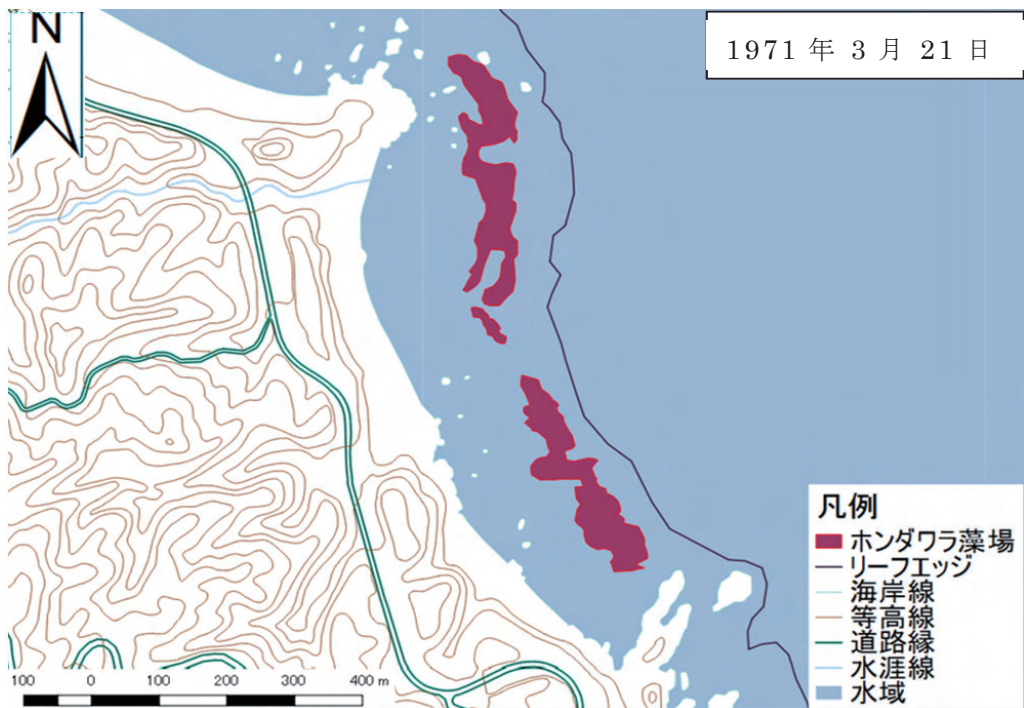 N
1971 年 3 月 21 日
凡例
ホンダワラ藻場
リーフエッジ
海岸線
等高線
道路縁
水涯線
水域
100 0 100 200 300 400 m